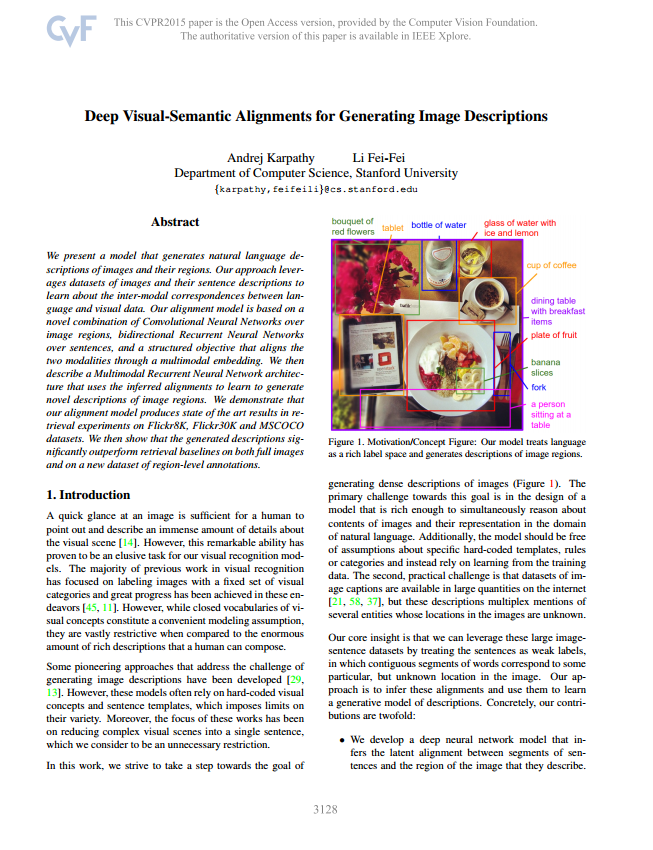 CVF
This CVPR2015 paper is the Open Access version, provided by the Computer Vision Foundation.
The authoritative version of this paper is available in IEEE Xplore.
Deep Visual-Semantic Alignments for Generating Image Descriptions
Andrej Karpathy Li Fei-Fei
Department of Computer Science, Stanford University
{karpathy,feifeili}@cs.stanford.edu
Abstract
We present a model that generates natural language de-
scriptions of images and their regions. Our approach lever-
ages datasets of images and their sentence descriptions to
learn about the inter-modal correspondences between lan-
guage and visual data. Our alignment model is based on a
novel combination of Convolutional Neural Networks over
image regions, bidirectional Recurrent Neural Networks
over sentences, and a structured objective that aligns the
two modalities through a multimodal embedding. We then
describe a Multimodal Recurrent Neural Network architec-
ture that uses the inferred alignments to learn to generate
novel descriptions of image regions. We demonstrate that
our alignment model produces state of the art results in re-
trieval experiments on Flickr8K, Flickr30K and MSCOCO
datasets. We then show that the generated descriptions sig-
nificantly outperform retrieval baselines on both full images
and on a new dataset of region-level annotations.
1. Introduction
A quick glance at an image is sufficient for a human to
point out and describe an immense amount of details about
the visual scene [14]. However, this remarkable ability has
proven to be an elusive task for our visual recognition mod-
els. The majority of previous work in visual recognition
has focused on labeling images with a fixed set of visual
categories and great progress has been achieved in these en-
deavors [45, 11]. However, while closed vocabularies of vi-
sual concepts constitute a convenient modeling assumption,
they are vastly restrictive when compared to the enormous
amount of rich descriptions that a human can compose.
Some pioneering approaches that address the challenge of
generating image descriptions have been developed [29,
13]. However, these models often rely on hard-coded visual
concepts and sentence templates, which imposes limits on
their variety. Moreover, the focus of these works has been
on reducing complex visual scenes into a single sentence,
which we consider to be an unnecessary restriction.
In this work, we strive to take a step towards the goal of
bouquet of
red flowers
tablet
bottle of water
glass of water with
ice and lemon
cup of coffee
dining table
with breakfast
items
plate of fruit
banana
slices
fork
a person
sitting at a
table
Figure 1. Motivation/Concept Figure: Our model treats language
as a rich label space and generates descriptions of image regions.
generating dense descriptions of images (Figure 1). The
primary challenge towards this goal is in the design of a
model that is rich enough to simultaneously reason about
contents of images and their representation in the domain
of natural language. Additionally, the model should be free
of assumptions about specific hard-coded templates, rules
or categories and instead rely on learning from the training
data. The second, practical challenge is that datasets of im-
age captions are available in large quantities on the internet
[21, 58, 37], but these descriptions multiplex mentions of
several entities whose locations in the images are unknown.
Our core insight is that we can leverage these large image-
sentence datasets by treating the sentences as weak labels,
in which contiguous segments of words correspond to some
particular, but unknown location in the image. Our ap-
proach is to infer these alignments and use them to learn
a generative model of descriptions. Concretely, our contri-
butions are twofold:
• We develop a deep neural network model that in-
fers the latent alignment between segments of sen-
tences and the region of the image that they describe.
3128